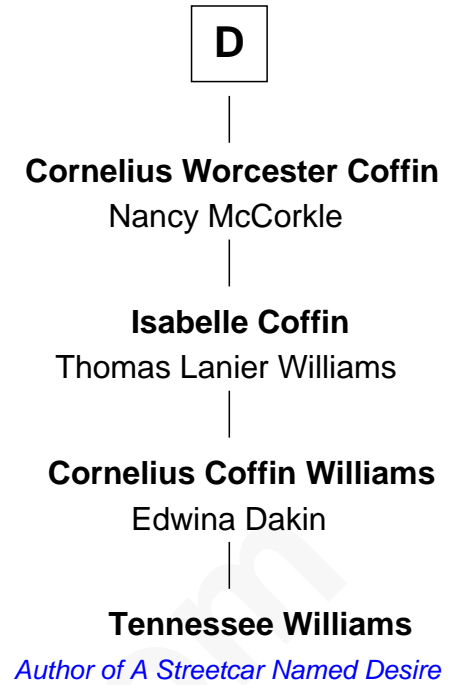 D
Cornelius Worcester Coffin
Nancy McCorkle
Isabelle Coffin
Thomas Lanier Williams
Cornelius Coffin Williams
Edwina Dakin
Tennessee Williams
Author of A Streetcar Named Desire